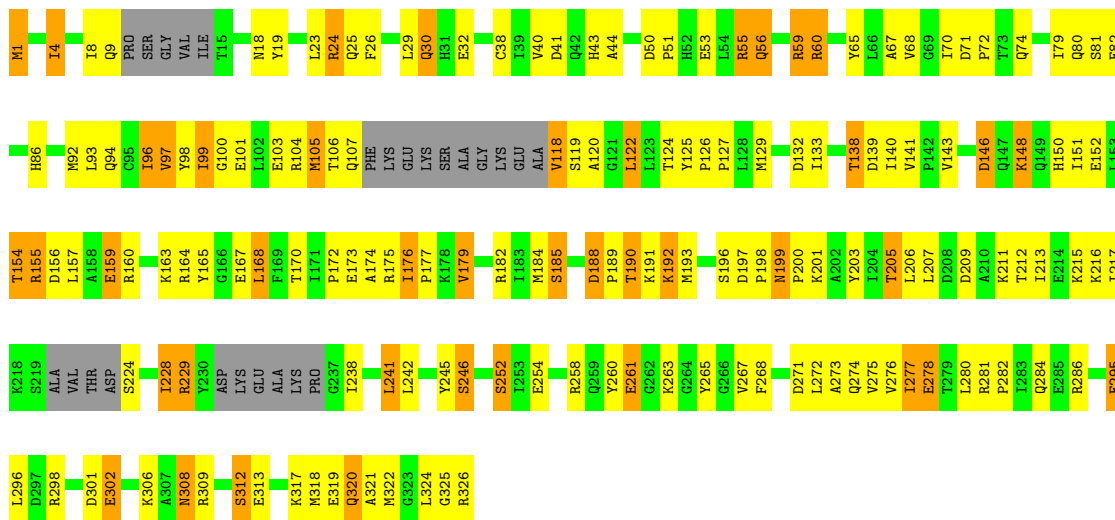 M1 I4 I8 Q9 PRO SER GLY VAL ILE T15 N18 Y19 L23 R24 Q25 F26 L29 Q30 H31 E32 C38 I39 V40 D41 Q42 H43 A44 D50 P51 H52 E53 L54 R55 Q56 R59 R60 Y65 L66 A67 V68 G69 I70 D71 P72 T73 Q74 I79 Q80 S81
H86 M92 L93 Q94 C95 I96 V97 Y98 I99 G100 E101 L102 E103 R104 M105 T106 Q107 PHE LYS GLU LYS SER ALA GLY LYS GLU ALA V118 S119 A120 G121 L122 L123 T124 Y125 P126 P127 L128 M129 D132 I133 T138 D139 I140 V141 P142 V143 D146 Q147 K148 Q149 H150 I151 E152 L153
T154 R155 D156 L157 A158 E159 R160 K163 R164 Y165 G166 E167 L168 F169 T170 I171 P172 E173 A174 R175 I176 P177 K178 V179 R182 I183 M184 S185 D188 P189 T190 K191 K192 M193 S196 D197 P198 N199 P200 K201 A202 Y203 I204 T205 L206 L207 D208 D209 A210 K211 T212 I213 E214 K215 K216
K218 S219 ALA VAL THR ASP S224 I228 R229 Y230 ASP LYS GLU ALA LYS PRO G237 I238 L241 L242 Y245 S246 S252 I253 E254 R258 Q259 Y260 E261 G262 K263 G264 Y265 G266 V267 F268 D271 L272 A273 Q274 V275 V276 I277 E278 T279 L280 R281 P282 I283 Q284 E285 R286
L296 D297 R298 D301 E302 K306 A307 N308 R309 S312 E313 K317 M318 E319 Q320 A321 M322 G323 L324 G325 R326